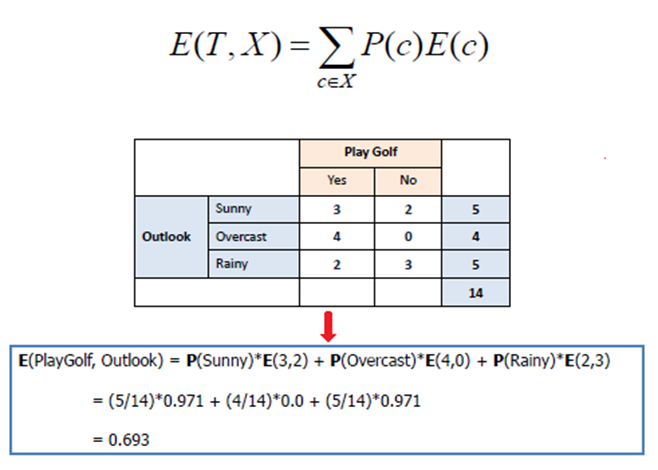 E(T, X) = ∑ P(c)E(c)
c∈X
Play Golf
Yes No
Sunny 3 2 5
Outlook Overcast 4 0 4
Rainy 2 3 5
14
E(PlayGolf, Outlook) = P(Sunny)*E(3,2) + P(Overcast)*E(4,0) + P(Rainy)*E(2,3)
= (5/14)*0.971 + (4/14)*0.0 + (5/14)*0.971
= 0.693